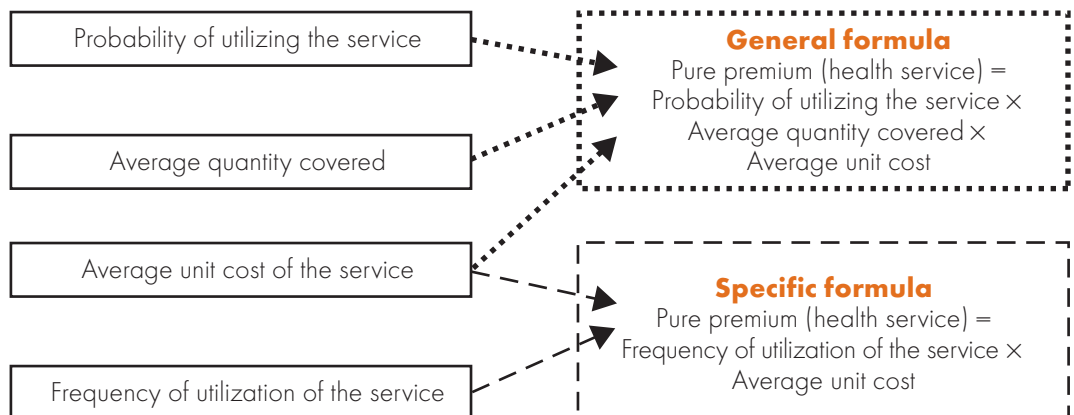 Probability of utilizing the service
Average quantity covered
Average unit cost of the service
Frequency of utilization of the service
General formula
Pure premium (health service) =
Probability of utilizing the service ×
Average quantity covered ×
Average unit cost
Specific formula
Pure premium (health service) =
Frequency of utilization of the service ×
Average unit cost